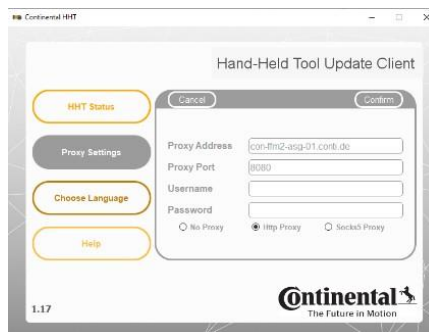 Continental HHT
Hand-Held Tool Update Client
HHT Status
Cancel
Confirm
Proxy Settings
Proxy Address
con-ffm2-asg-01.conti.de
Proxy Port
8080
Choose Language
Username
Password
No Proxy
Http Proxy
Socks5 Proxy
Help
1.17
Continental
The Future in Motion